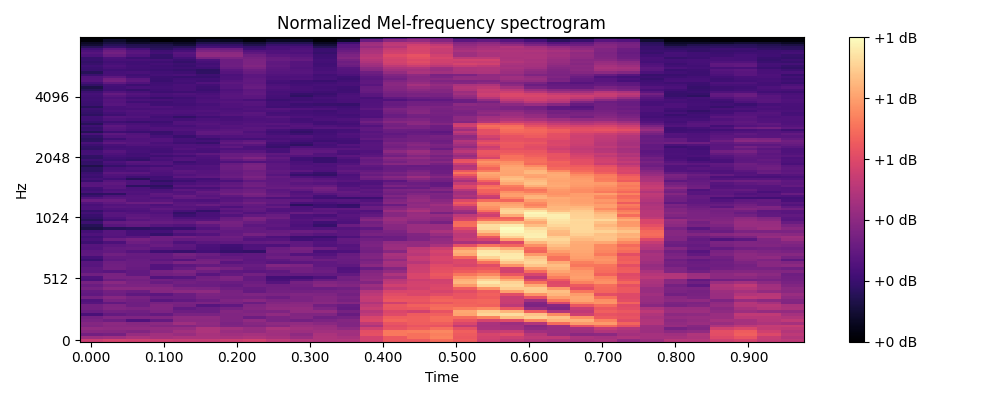 Normalized Mel-frequency spectrogram
Hz
4096
2048
1024
512
0
0.000 0.100 0.200 0.300 0.400 0.500 0.600 0.700 0.800 0.900
Time
+1 dB
+1 dB
+1 dB
+0 dB
+0 dB
+0 dB